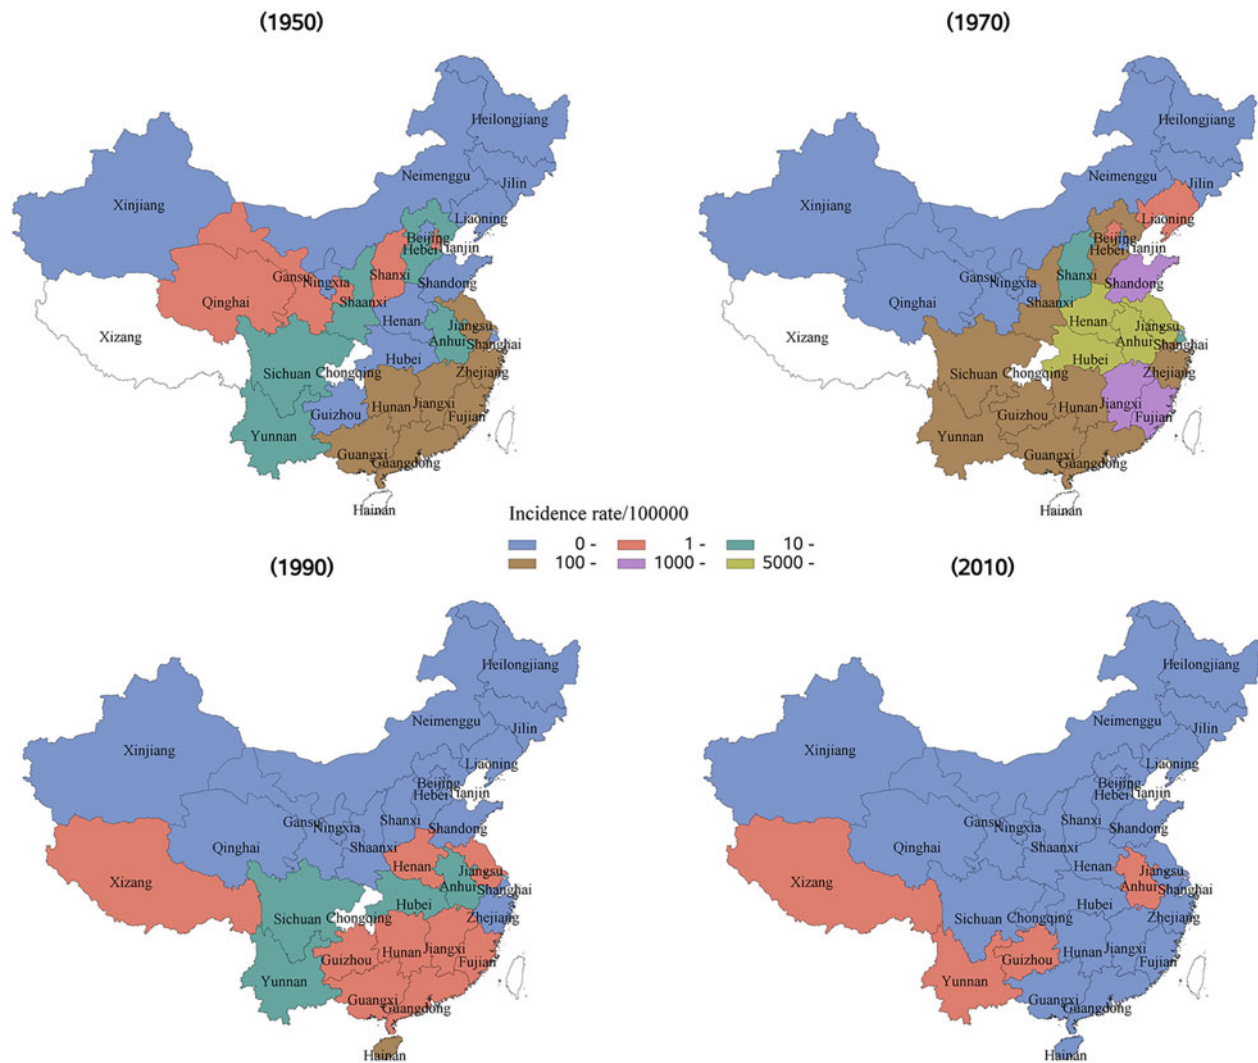 (1950)
Heilongjiang
Neimenggu
Jilin
Xinjiang
Liaoning
Beijing
Hebei
Tianjin
Gansu
Ningxia
Shanxi
Shandong
Qinghai
Shaanxi
Henan
Jiangsu
Xizang
Anhui
Shanghai
Hubei
Sichuan
Chongqing
Zhejiang
Guizhou
Hunan
Jiangxi
Fujian
Yunnan
Guangxi
Guangdong
Hainan
(1970)
Heilongjiang
Neimenggu
Jilin
Xinjiang
Liaoning
Beijing
Hebei
Tianjin
Gansu
Ningxia
Shanxi
Shandong
Qinghai
Shaanxi
Henan
Jiangsu
Xizang
Anhui
Shanghai
Hubei
Sichuan
Chongqing
Zhejiang
Guizhou
Hunan
Jiangxi
Fujian
Yunnan
Guangxi
Guangdong
Hainan
Incidence rate/100000
0 - 1 - 10 -
100 - 1000 - 5000 -
(1990)
Heilongjiang
Neimenggu
Jilin
Xinjiang
Liaoning
Beijing
Hebei
Tianjin
Gansu
Ningxia
Shanxi
Shandong
Qinghai
Shaanxi
Henan
Jiangsu
Xizang
Anhui
Shanghai
Hubei
Sichuan
Chongqing
Zhejiang
Guizhou
Hunan
Jiangxi
Fujian
Yunnan
Guangxi
Guangdong
Hainan
(2010)
Heilongjiang
Neimenggu
Jilin
Xinjiang
Liaoning
Beijing
Hebei
Tianjin
Gansu
Ningxia
Shanxi
Shandong
Qinghai
Shaanxi
Henan
Jiangsu
Xizang
Anhui
Shanghai
Hubei
Sichuan
Chongqing
Zhejiang
Guizhou
Hunan
Jiangxi
Fujian
Yunnan
Guangxi
Guangdong
Hainan